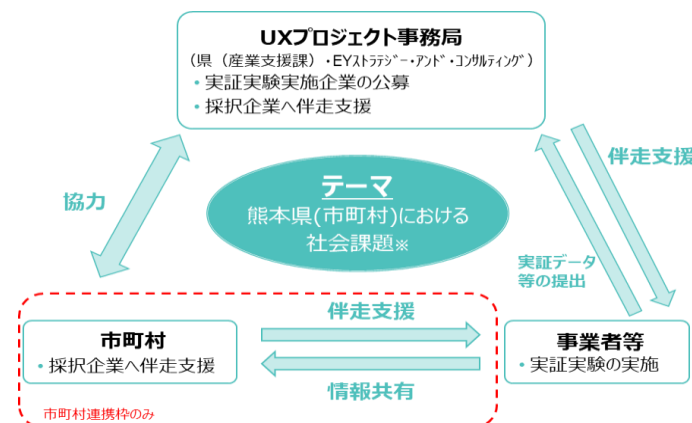 UXプロジェクト事務局
（県（産業支援課）・EYｽﾄﾗﾃｼﾞｰ･ｱﾝﾄﾞ･ｺﾝｻﾙﾃｨﾝｸﾞ）
・実証実験実施企業の公募
・採択企業へ伴走支援
協力
テーマ
熊本県(市町村)における
社会課題※
伴走支援
実証データ
等の提出
伴走支援
市町村
・採択企業へ伴走支援
事業者等
・実証実験の実施
情報共有
市町村連携枠のみ